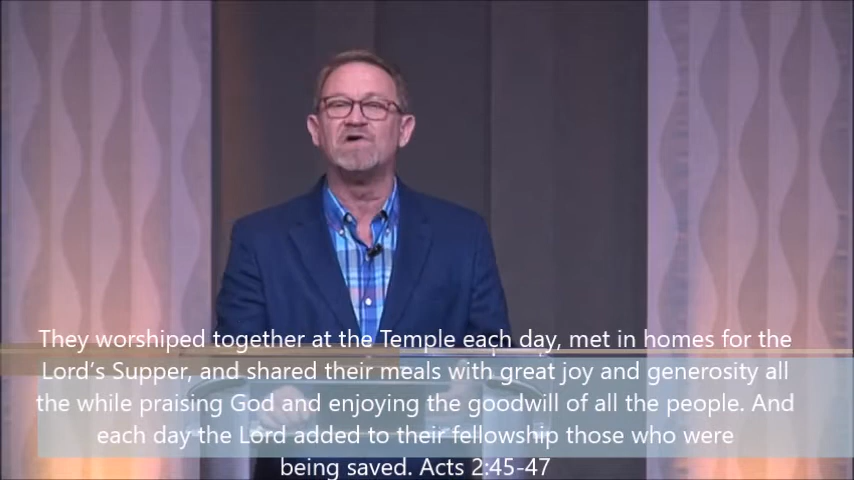 They worshiped together at the Temple each day, met in homes for the
Lord’s Supper, and shared their meals with great joy and generosity all
the while praising God and enjoying the goodwill of all the people. And
each day the Lord added to their fellowship those who were
being saved. Acts 2:45-47